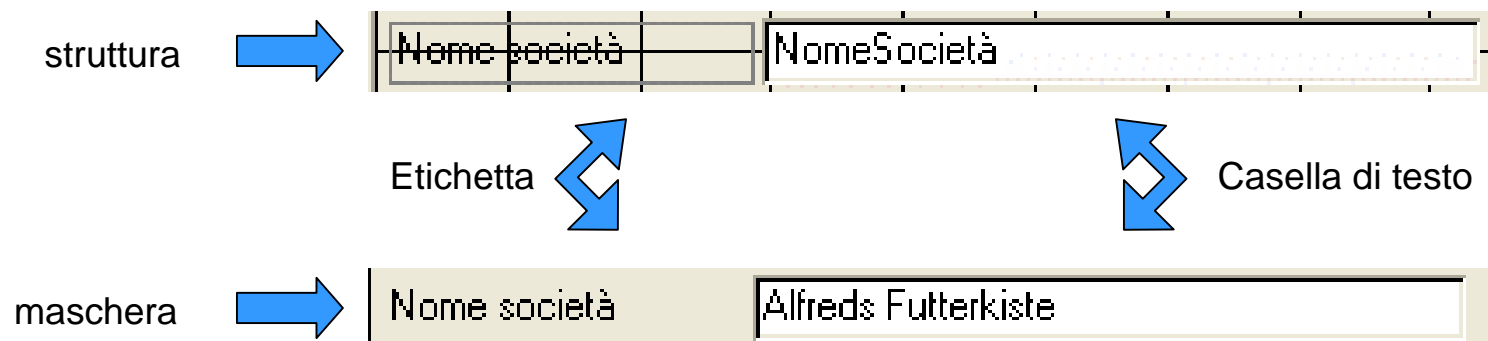 struttura Nome società NomeSocietà
Etichetta Casella di testo
maschera Nome società Alfreds Futterkiste